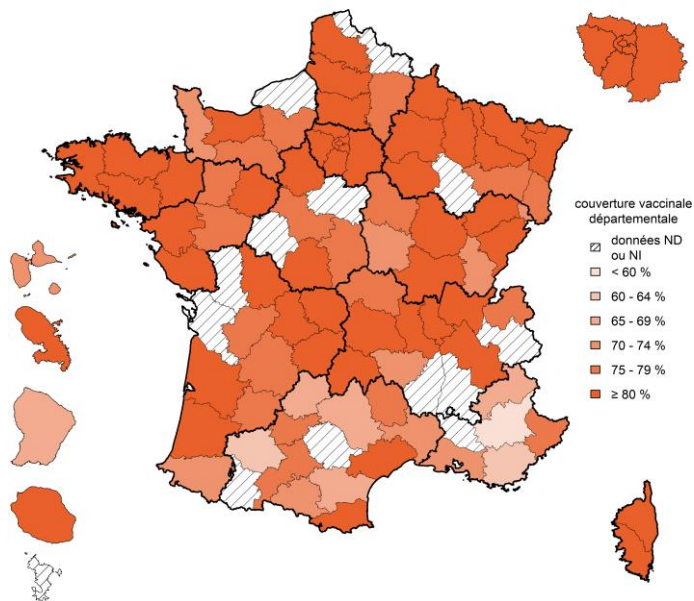 couverture vaccinale
départementale
données ND
ou NI
< 60 %
60 - 64 %
65 - 69 %
70 - 74 %
75 - 79 %
≥ 80 %